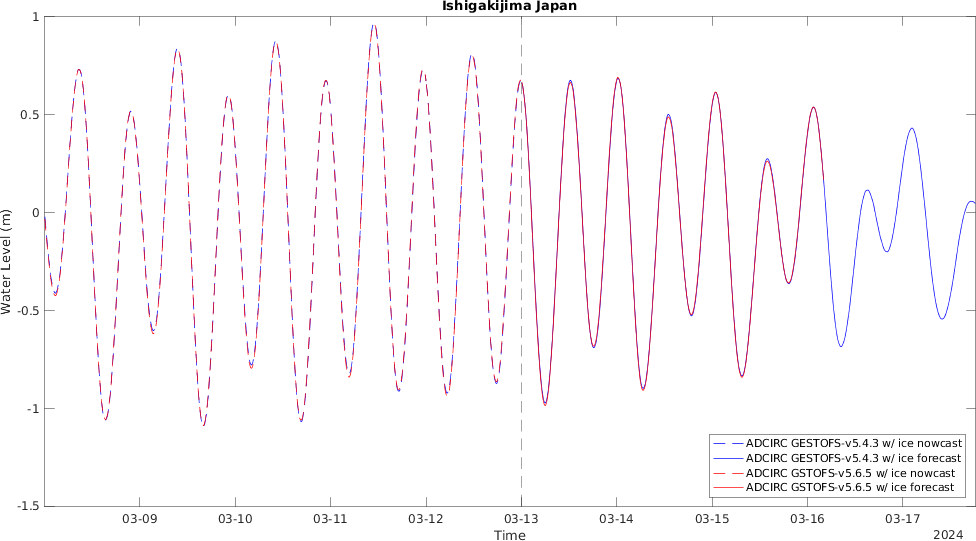 Ishigakijima Japan
Water Level (m)
1
0.5
0
-0.5
-1
-1.5
ADCIRC GESTOFS-v5.4.3 w/ ice nowcast
ADCIRC GESTOFS-v5.4.3 w/ ice forecast
ADCIRC GSTOFS-v5.6.5 w/ ice nowcast
ADCIRC GSTOFS-v5.6.5 w/ ice forecast
03-09 03-10 03-11 03-12 03-13 03-14 03-15 03-16 03-17
Time
2024